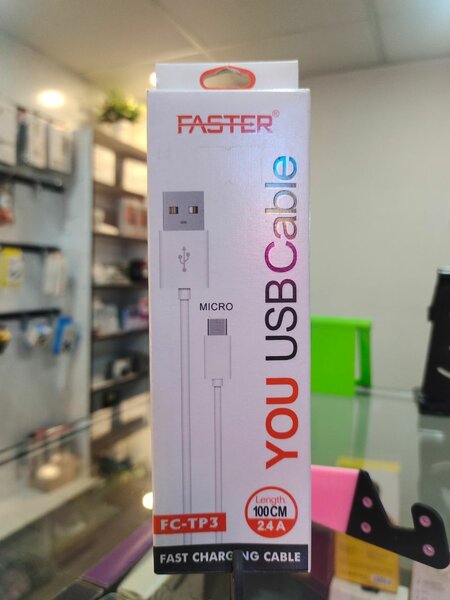 FASTER®
YOU USBCable
MICRO
Length
100CM
2.4A
FC-TP3
FAST CHARGING CABLE